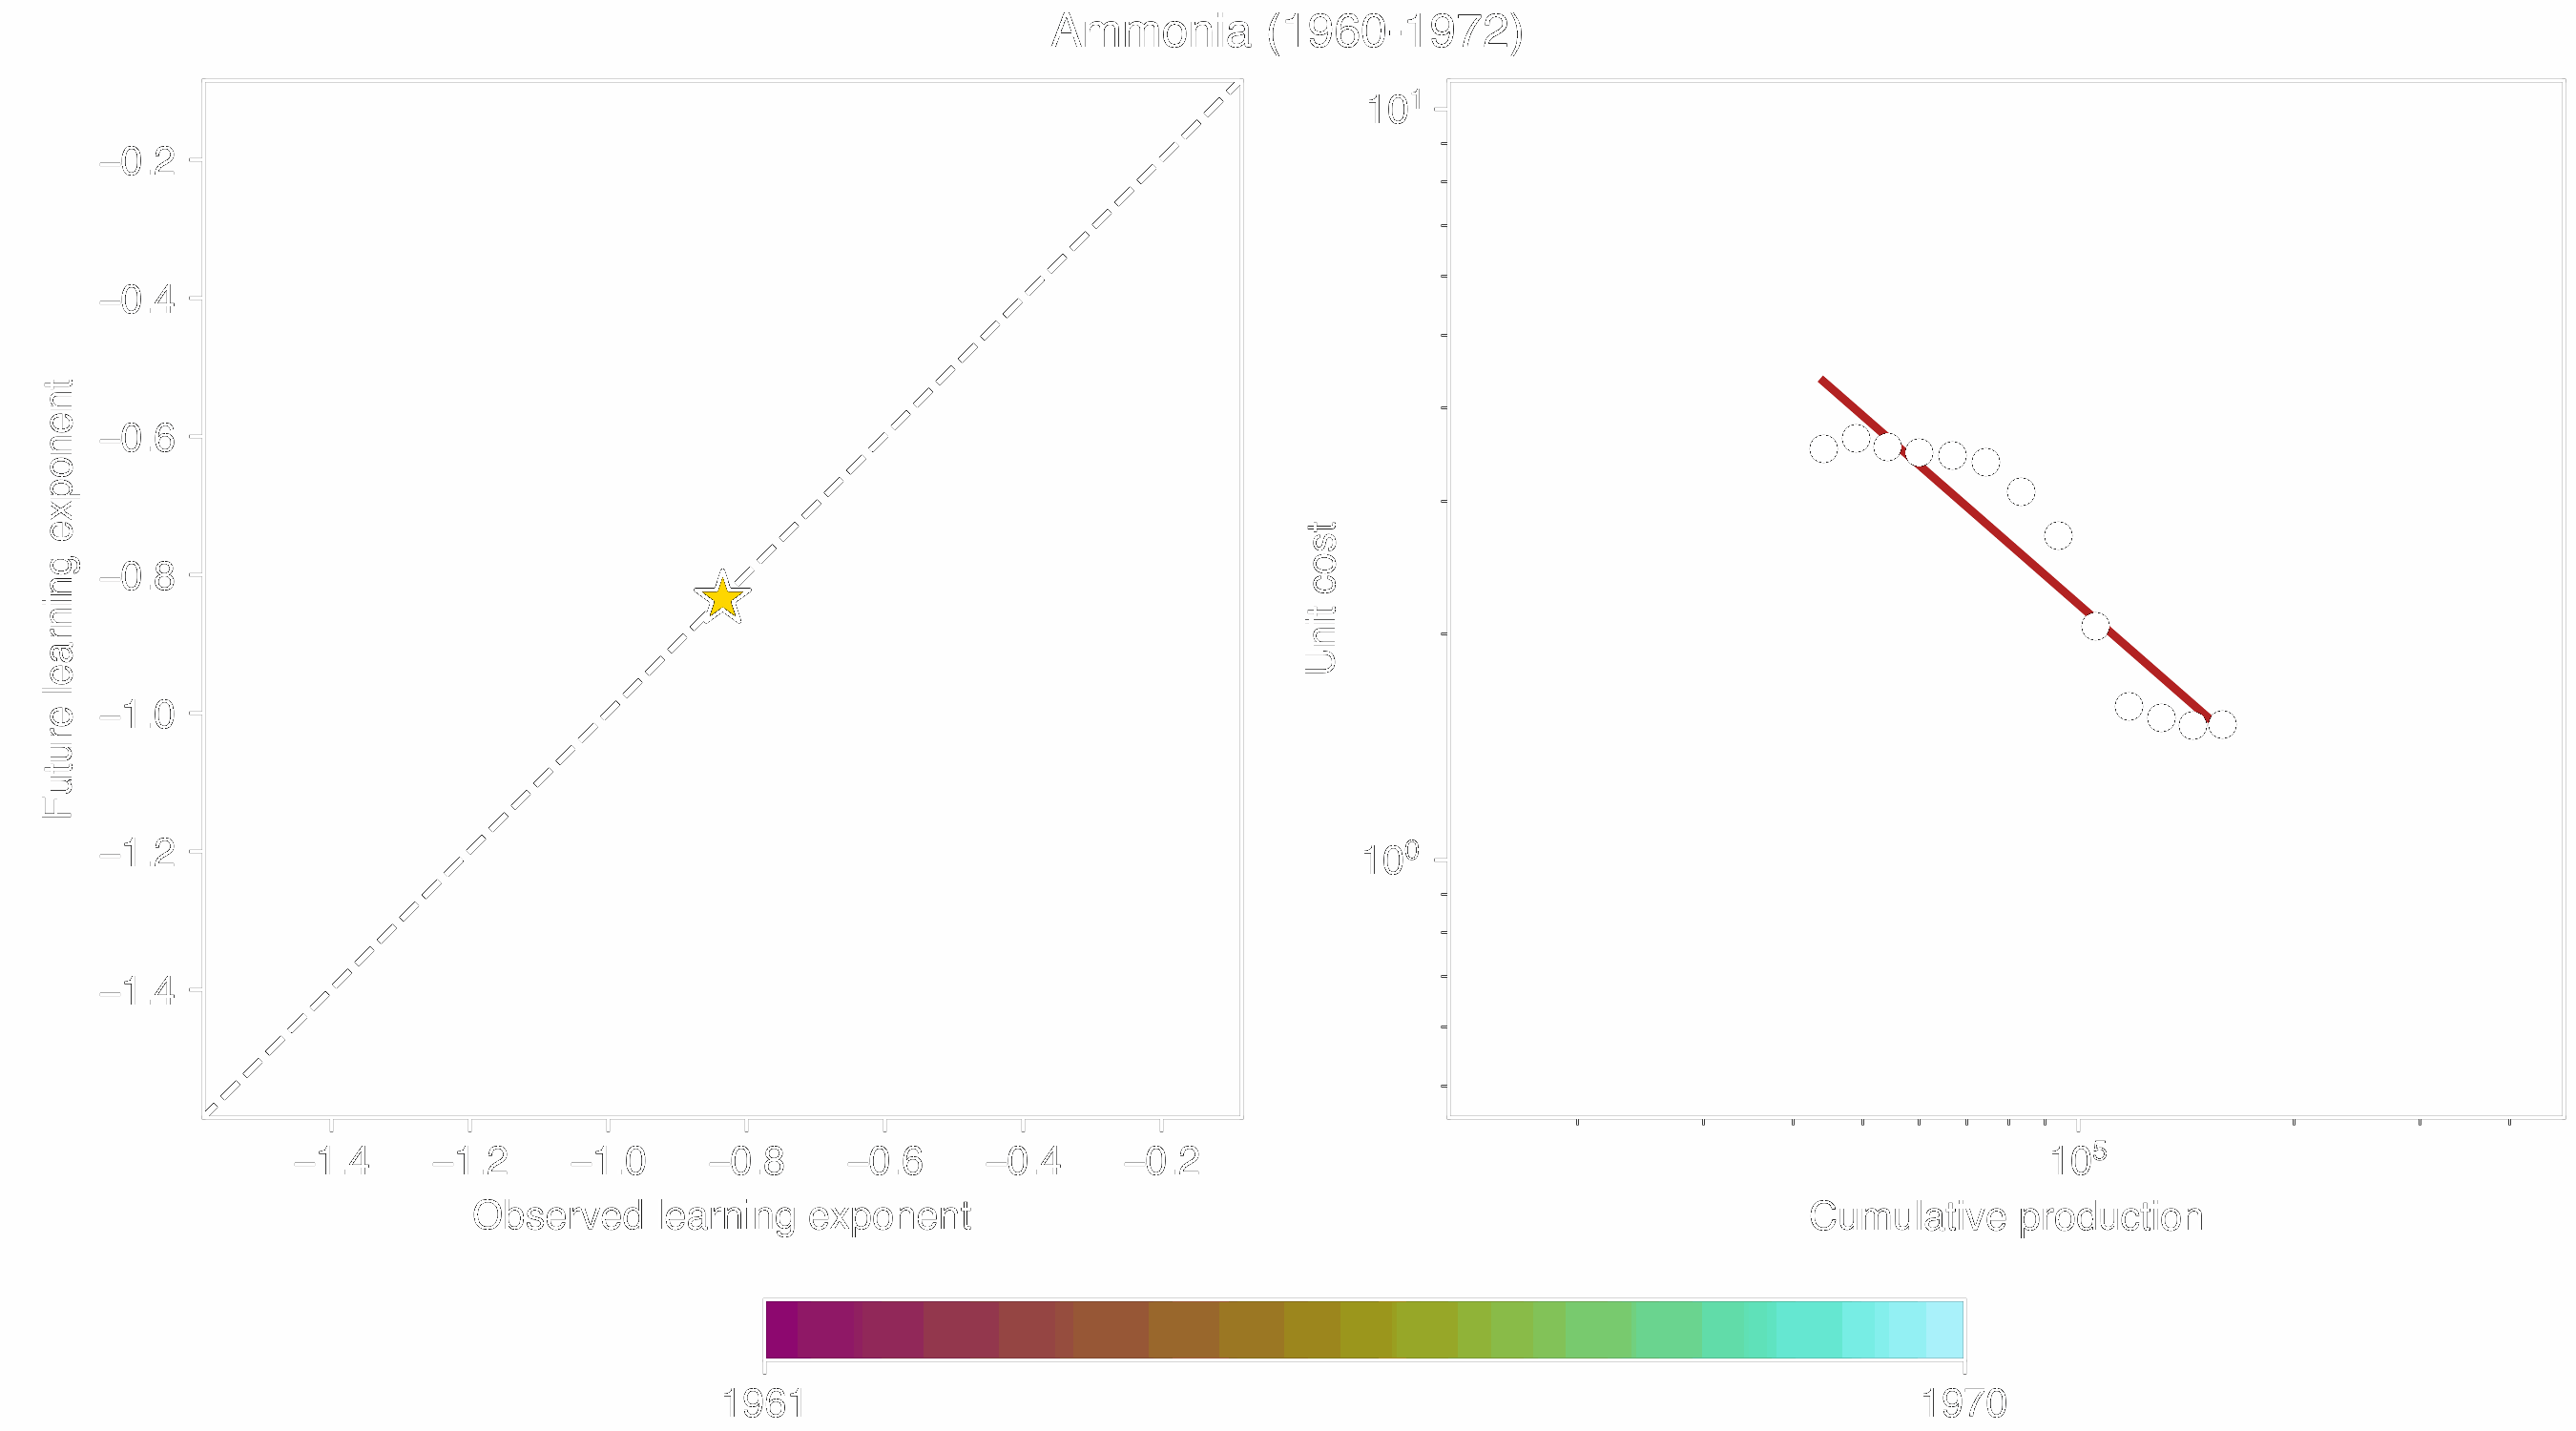 Ammonia (1960-1972)
Future learning exponent
−0.2
−0.4
−0.6
−0.8
−1.0
−1.2
−1.4
−1.4 −1.2 −1.0 −0.8 −0.6 −0.4 −0.2
Observed learning exponent
Unit cost
10¹
10⁰
10⁵
Cumulative production
1961 1970